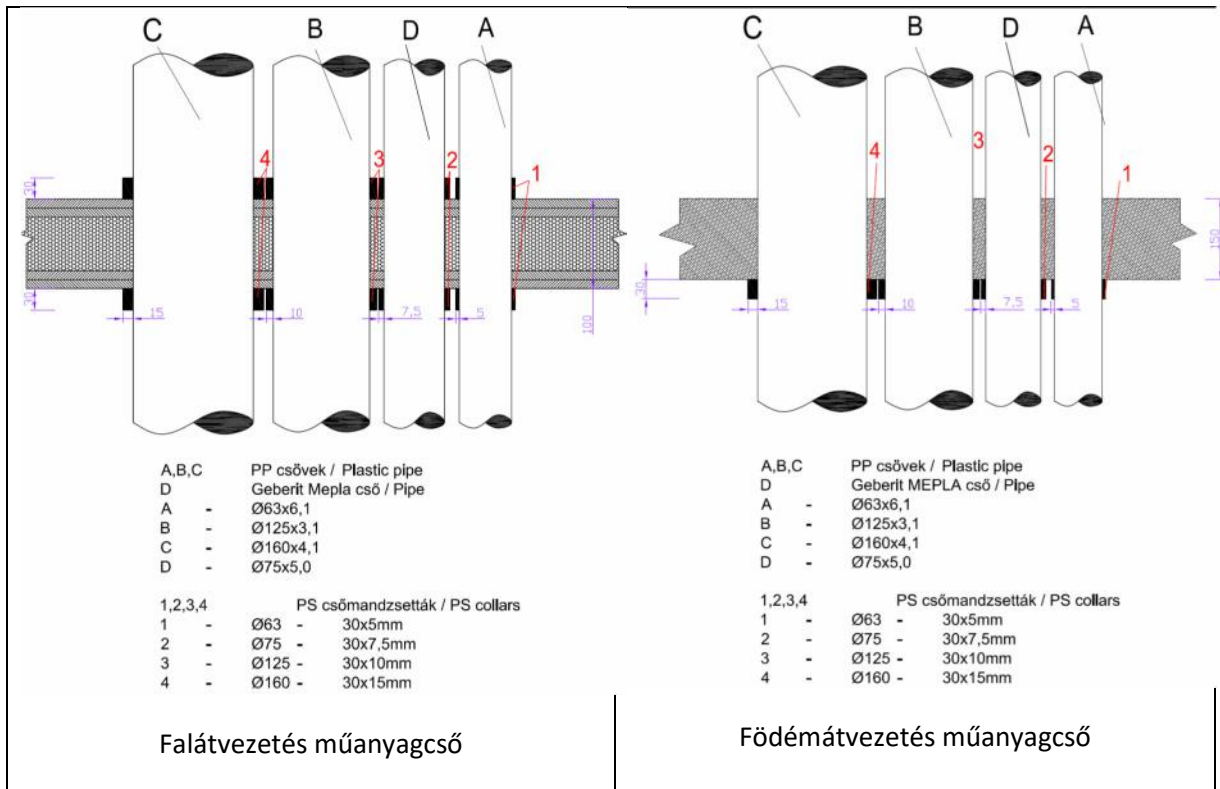 C B D A
4 3 2 1
30
30
15 10 7,5 5
100
A,B,C PP csövek / Plastic pipe
D Geberit Mepla cső / Pipe
A - Ø63x6,1
B - Ø125x3,1
C - Ø160x4,1
D - Ø75x5,0
1,2,3,4 PS csőmandzsetták / PS collars
1 - Ø63 - 30x5mm
2 - Ø75 - 30x7,5mm
3 - Ø125 - 30x10mm
4 - Ø160 - 30x15mm
Falátvezetés műanyagcső
C B D A
4 3 2 1
150
30
15 10 7,5 5
A,B,C PP csövek / Plastic pipe
D Geberit MEPLA cső / Pipe
A - Ø63x6,1
B - Ø125x3,1
C - Ø160x4,1
D - Ø75x5,0
1,2,3,4 PS csőmandzsetták / PS collars
1 - Ø63 - 30x5mm
2 - Ø75 - 30x7,5mm
3 - Ø125 - 30x10mm
4 - Ø160 - 30x15mm
Födémátvezetés műanyagcső